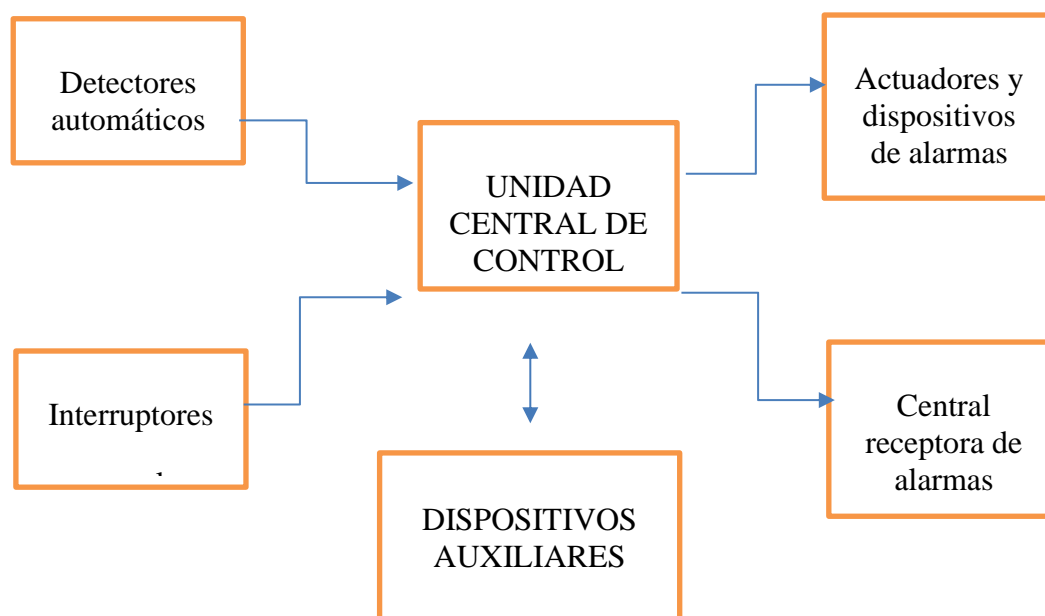 Detectores
automáticos
Actuadores y
dispositivos
de alarmas
UNIDAD
CENTRAL DE
CONTROL
Interruptores
Central
receptora de
alarmas
DISPOSITIVOS
AUXILIARES